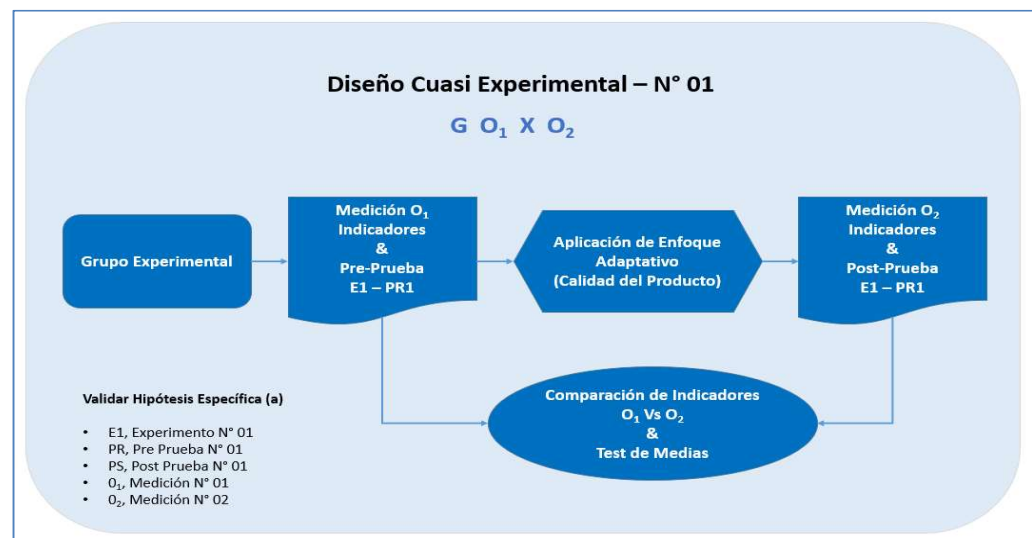 Diseño Cuasi Experimental – N° 01
G O₁ X O₂
Grupo Experimental
Medición O₁
Indicadores
&
Pre-Prueba
E1 – PR1
Aplicación de Enfoque
Adaptativo
(Calidad del Producto)
Medición O₂
Indicadores
&
Post-Prueba
E1 – PR1
Comparación de Indicadores
O₁ Vs O₂
&
Test de Medias
Validar Hipótesis Específica (a)
• E1, Experimento N° 01
• PR, Pre Prueba N° 01
• PS, Post Prueba N° 01
• 0₁, Medición N° 01
• 0₂, Medición N° 02